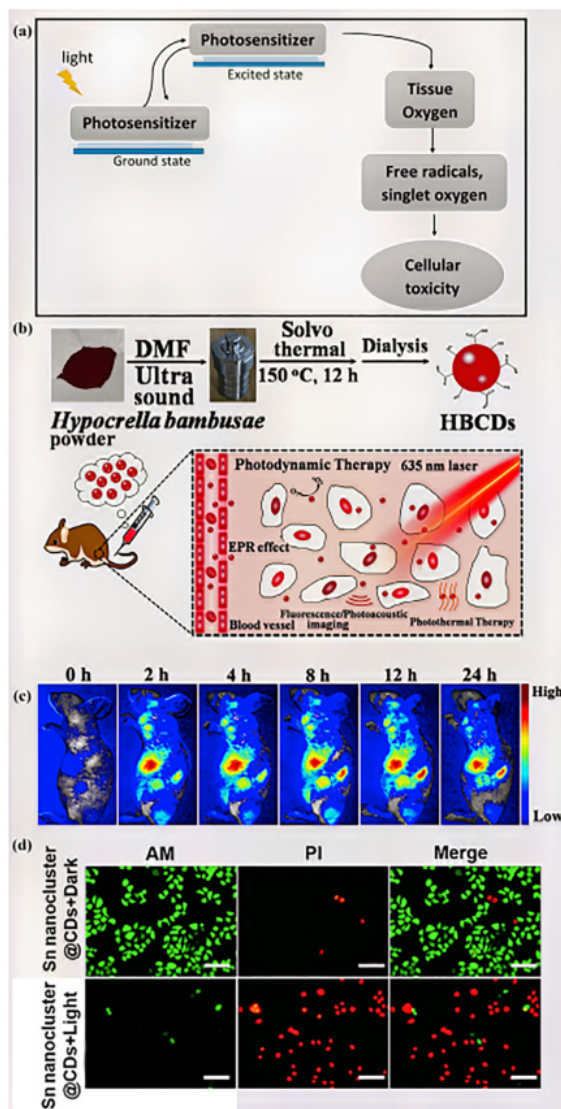 (a)
Photosensitizer
light
Excited state
Tissue
Oxygen
Photosensitizer
Ground state
Free radicals,
singlet oxygen
Cellular
toxicity
(b)
DMF
Ultra
sound
Solvo
thermal
150 °C, 12 h
Dialysis
Hypocrella bambusae
powder
HBCDs
Photodynamic Therapy 635 nm laser
EPR effect
Fluorescence/Photoacoustic
imaging
Photothermal Therapy
Blood vessel
(c)
0 h 2 h 4 h 8 h 12 h 24 h
High
Low
(d)
AM PI Merge
Sn nanocluster
@CDs+Dark
Sn nanocluster
@CDs+Light